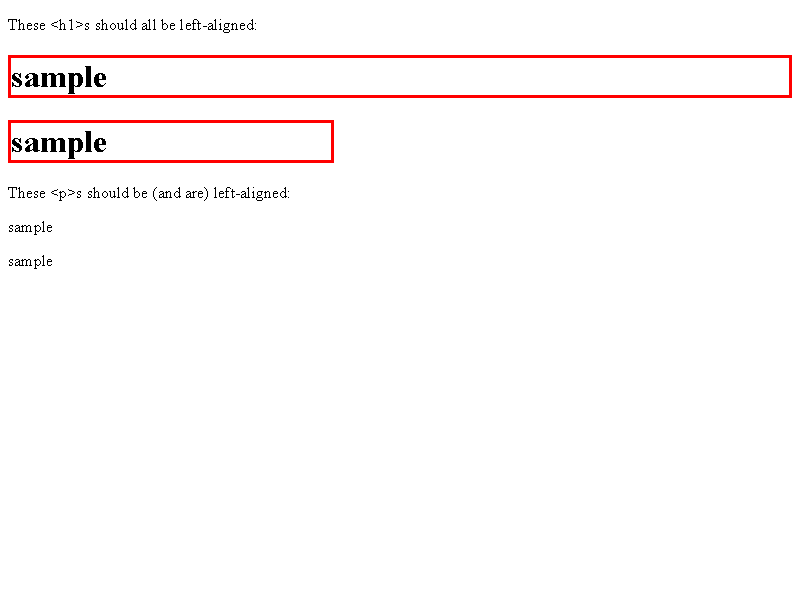 These <h1>s should all be left-aligned:
sample
sample
These <p>s should be (and are) left-aligned:
sample
sample